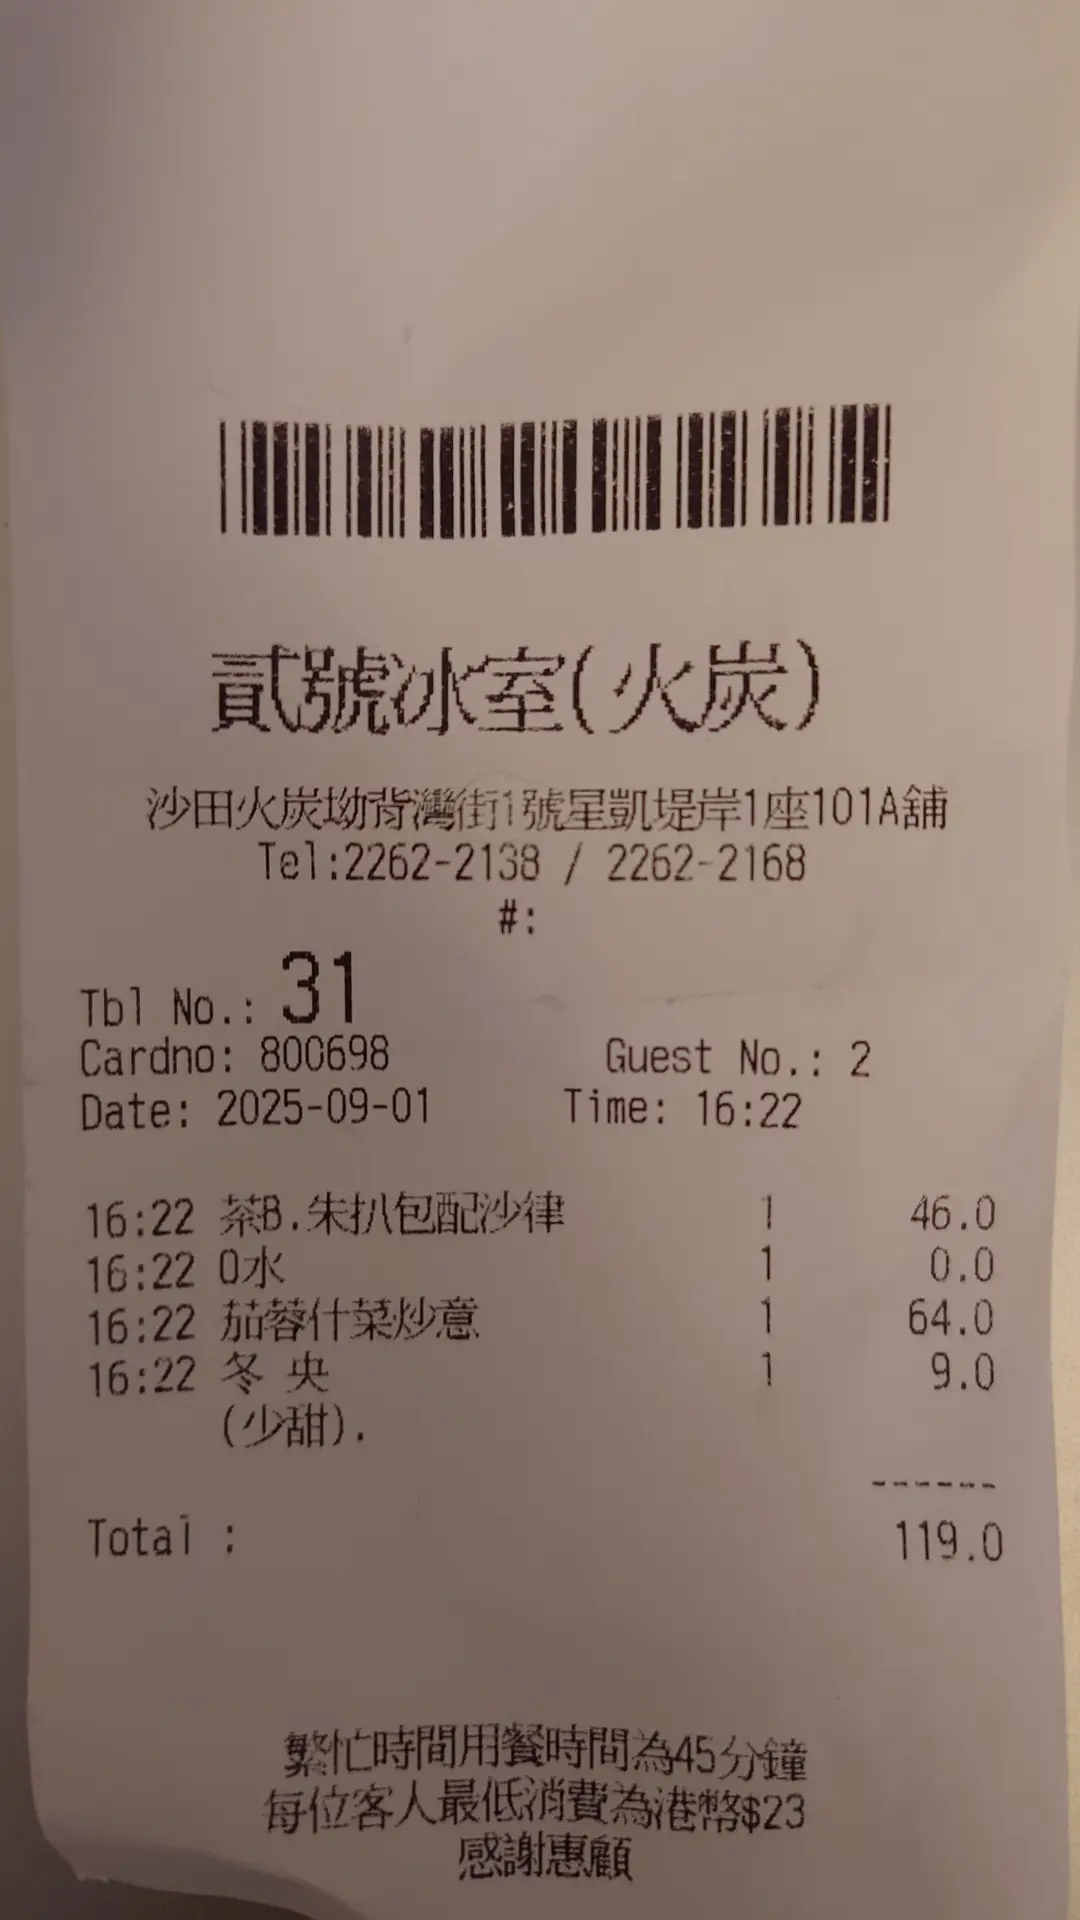 貳號冰室(火炭)
沙田火炭坳背灣街1號星凱堤岸1座101A舖
Tel:2262-2138 / 2262-2168
#:
Tbl No.: 31
Cardno: 800698 Guest No.: 2
Date: 2025-09-01 Time: 16:22
16:22 茶B.朱扒包配沙律 1 46.0
16:22 0水 1 0.0
16:22 茄蓉什菜炒意 1 64.0
16:22 冬 央 1 9.0
(少甜).
------
Total : 119.0
繁忙時間用餐時間為45分鐘
每位客人最低消費為港幣$23
感謝惠顧